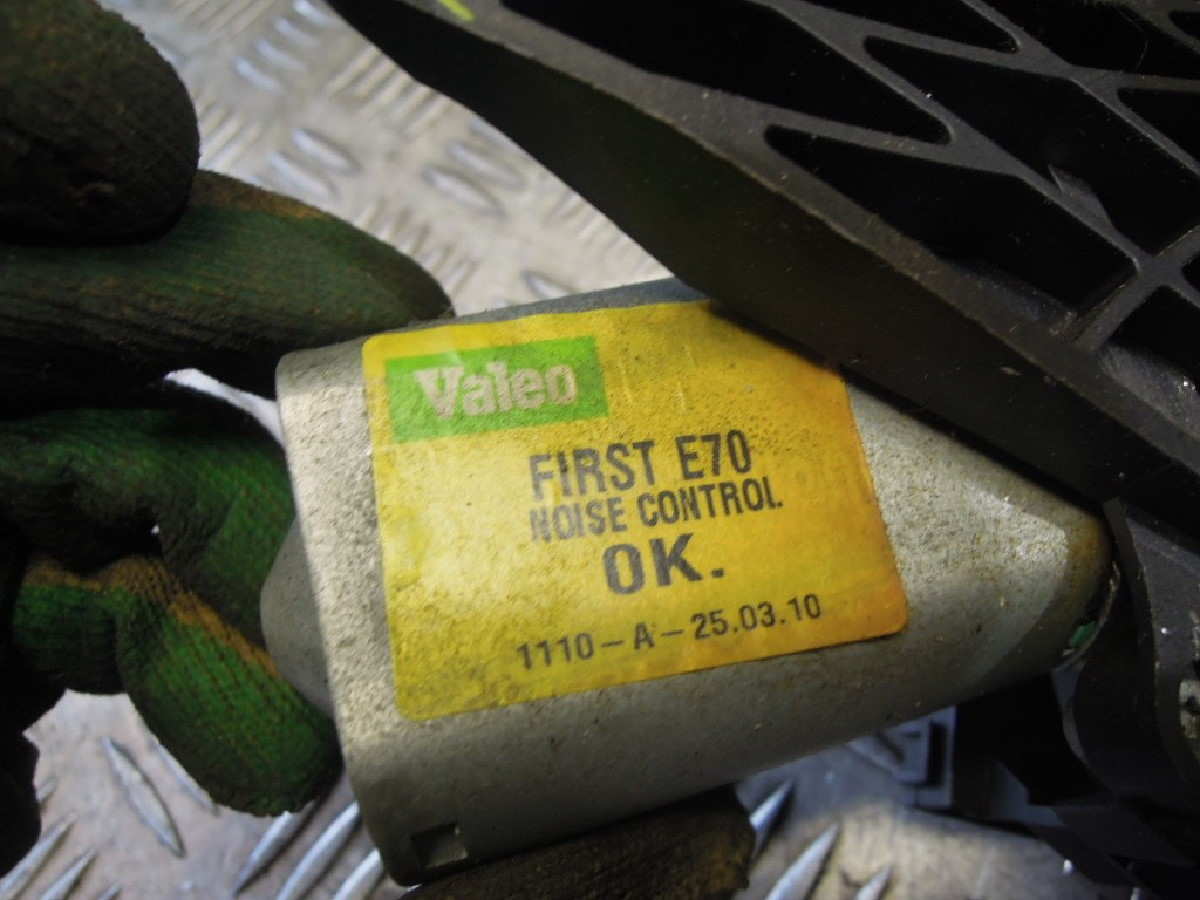 Valeo
FIRST E70
NOISE CONTROL
OK.
1110-A-25.03.10